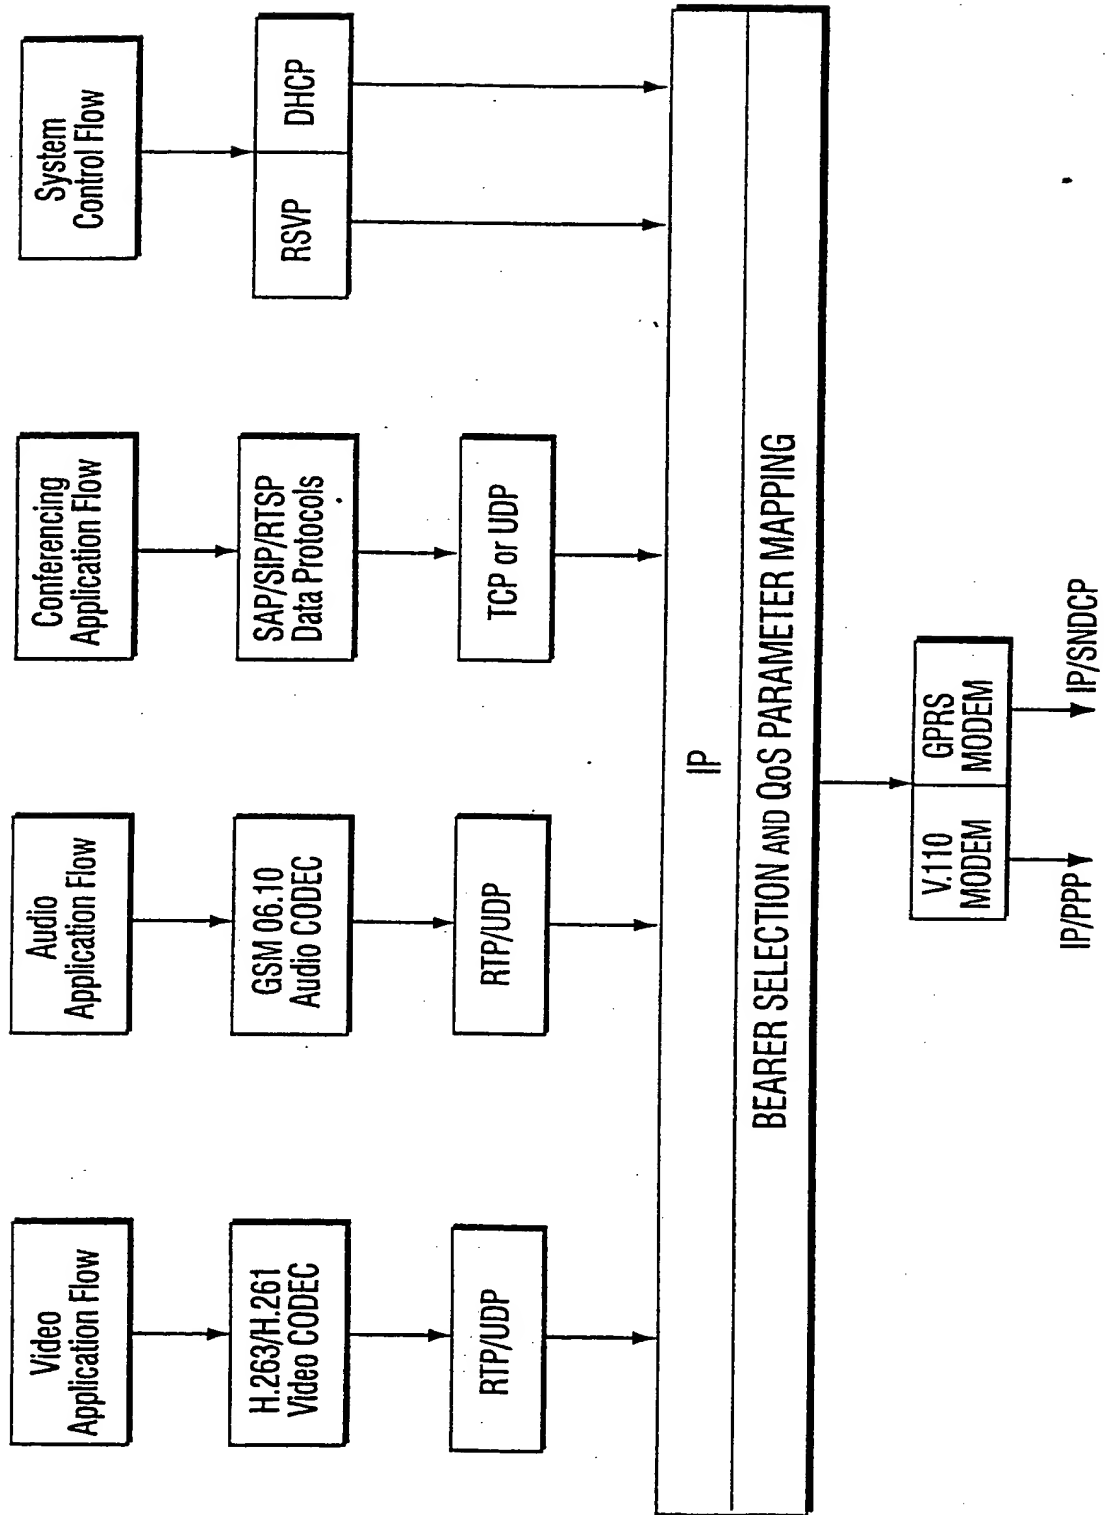 Video
Application Flow
H.263/H.261
Video CODEC
RTP/UDP
Audio
Application Flow
GSM 06.10
Audio CODEC
RTP/UDP
Conferencing
Application Flow
SAP/SIP/RTSP
Data Protocols
TCP or UDP
System
Control Flow
RSVP
DHCP
IP
BEARER SELECTION AND QoS PARAMETER MAPPING
V.110
MODEM
GPRS
MODEM
IP/PPP
IP/SNDCP